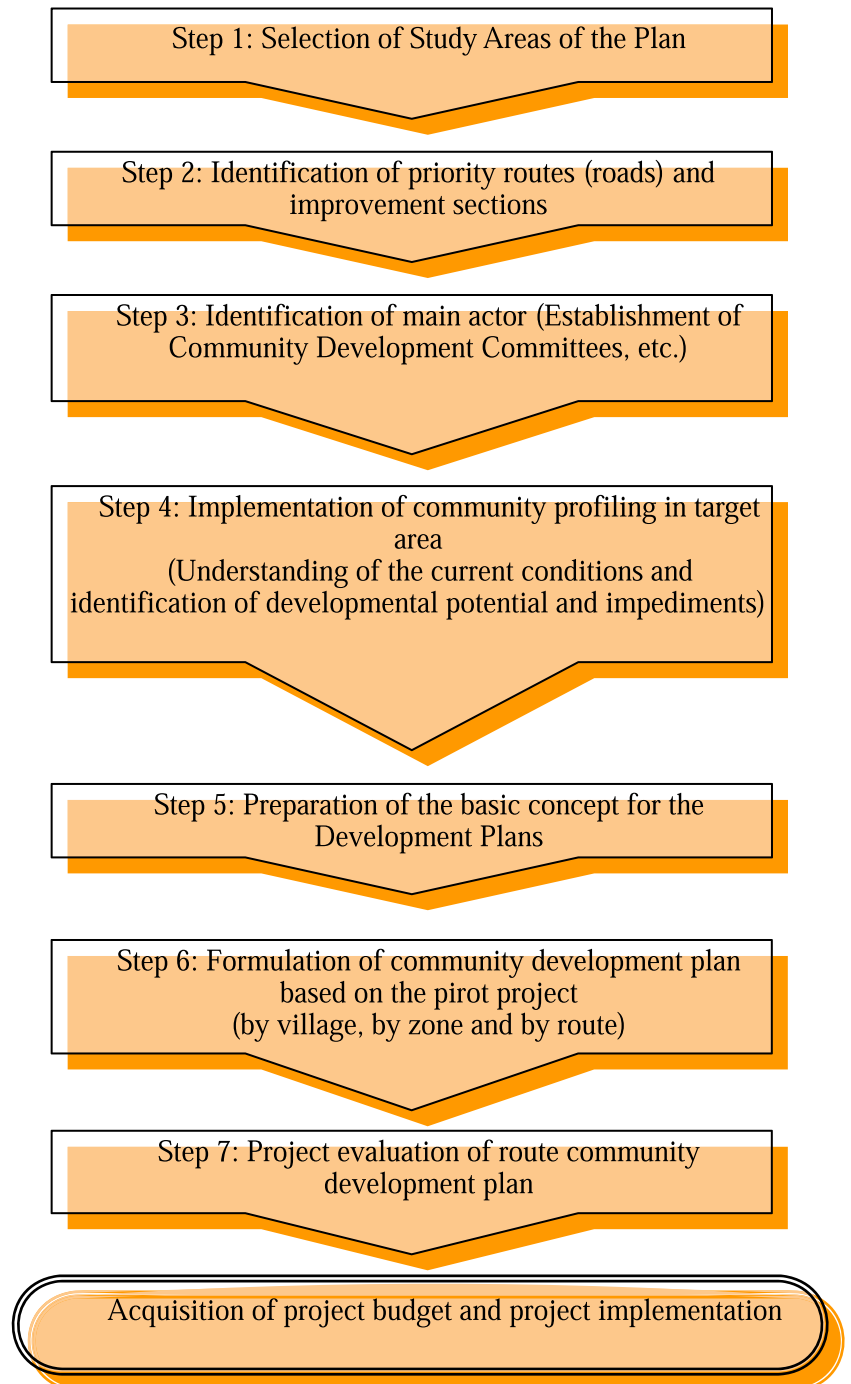 Step 1: Selection of Study Areas of the Plan
Step 2: Identification of priority routes (roads) and
improvement sections
Step 3: Identification of main actor (Establishment of
Community Development Committees, etc.)
Step 4: Implementation of community profiling in target
area
(Understanding of the current conditions and
identification of developmental potential and impediments)
Step 5: Preparation of the basic concept for the
Development Plans
Step 6: Formulation of community development plan
based on the pirot project
(by village, by zone and by route)
Step 7: Project evaluation of route community
development plan
Acquisition of project budget and project implementation